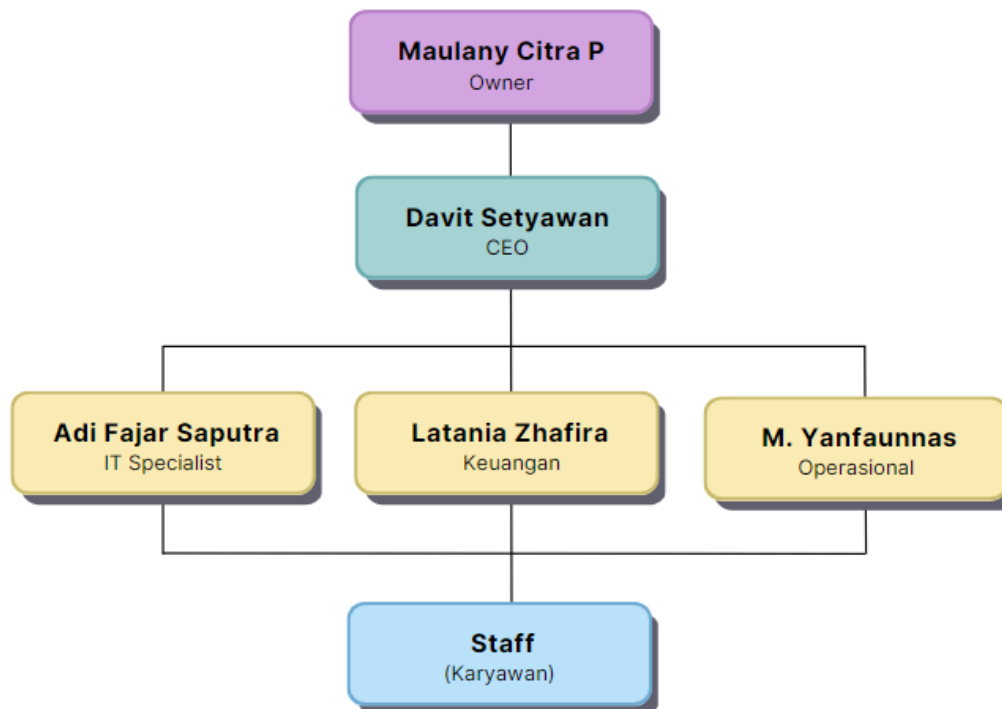 Maulany Citra P
Owner
Davit Setyawan
CEO
Adi Fajar Saputra
IT Specialist
Latania Zhafira
Keuangan
M. Yanfaunnas
Operasional
Staff
(Karyawan)